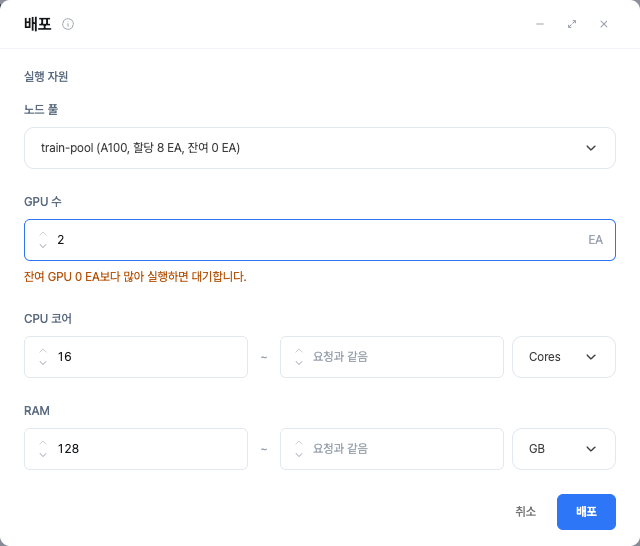 배포
실행 자원
노드 풀
train-pool (A100, 할당 8 EA, 잔여 0 EA)
GPU 수
2 EA
잔여 GPU 0 EA보다 많아 실행하면 대기합니다.
CPU 코어
16 ~ 요청과 같음 Cores
RAM
128 ~ 요청과 같음 GB
취소 배포